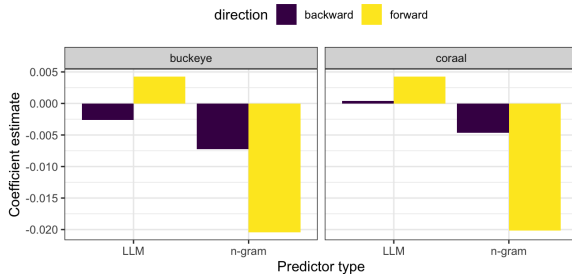 direction backward forward
buckeye coraal
Coefficient estimate
0.005
0.000
-0.005
-0.010
-0.015
-0.020
LLM n-gram LLM n-gram
Predictor type